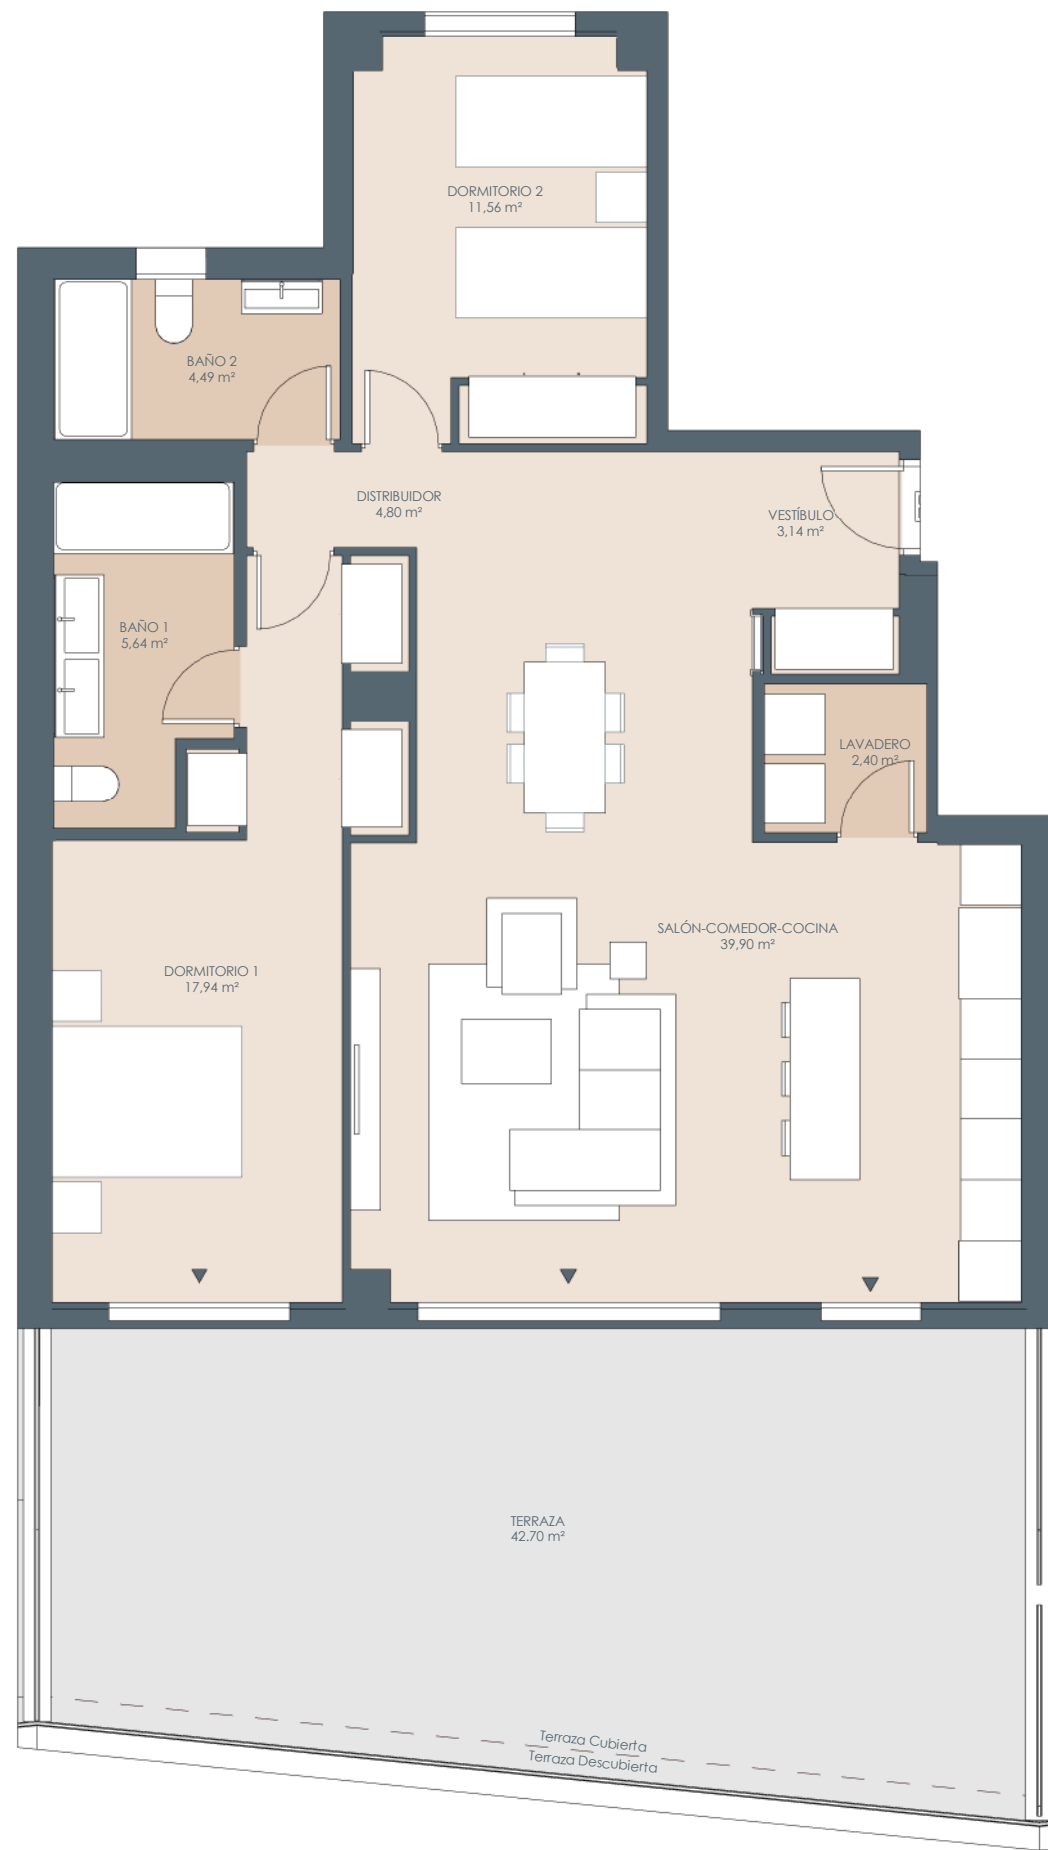 DORMITORIO 2
11,56 m²
BAÑO 2
4,49 m²
DISTRIBUIDOR
4,80 m²
VESTÍBULO
3,14 m²
BAÑO 1
5,64 m²
LAVADERO
2,40 m²
SALÓN-COMEDOR-COCINA
39,90 m²
DORMITORIO 1
17,94 m²
TERRAZA
42.70 m²
Terraza Cubierta
Terraza Descubierta